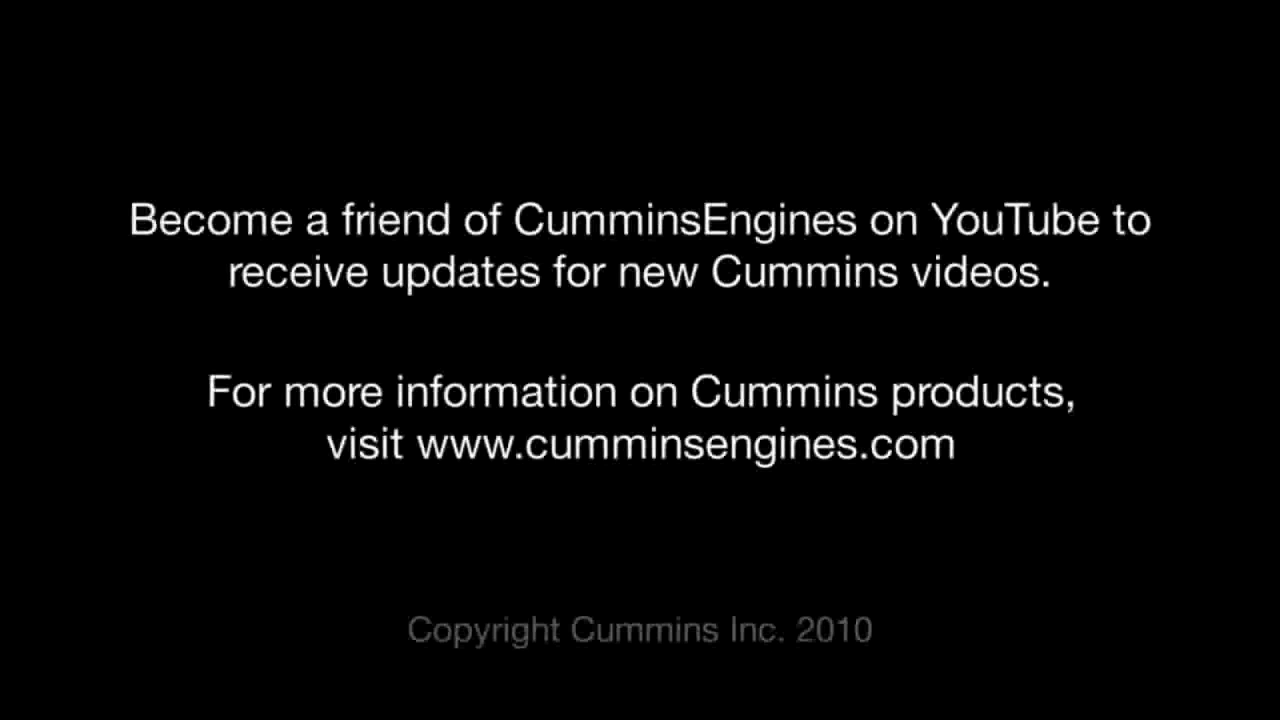 Become a friend of CumminsEngines on YouTube to
receive updates for new Cummins videos.
For more information on Cummins products,
visit www.cumminsengines.com
Copyright Cummins Inc. 2010